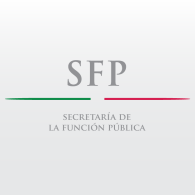 SFP
SECRETARÍA DE
LA FUNCIÓN PÚBLICA